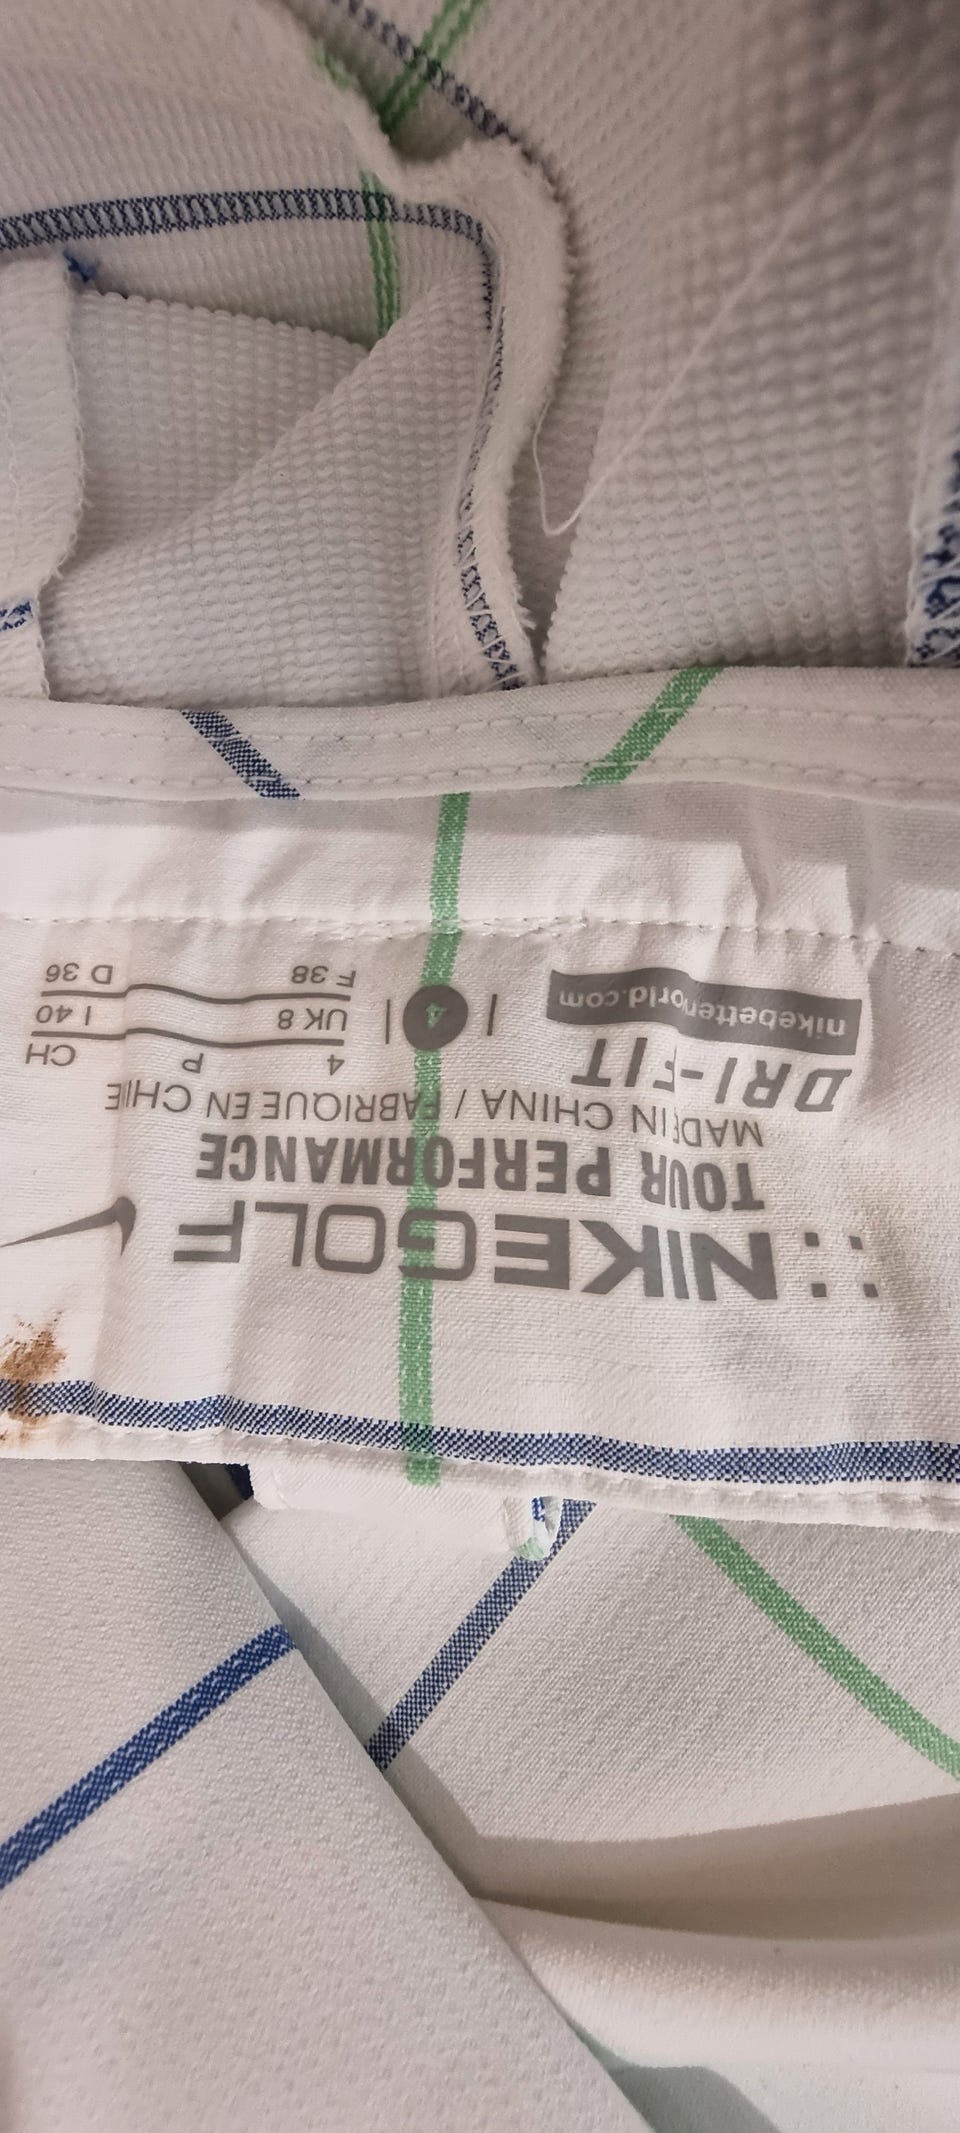 ::NIKEGOLF
TOUR PERFORMANCE
MADE IN CHINA / FABRIQUE EN CHINE
DRI-FIT
nikebetterworld.com
| 4 |
4 P CH
UK 8 I 40
F 38 D 36